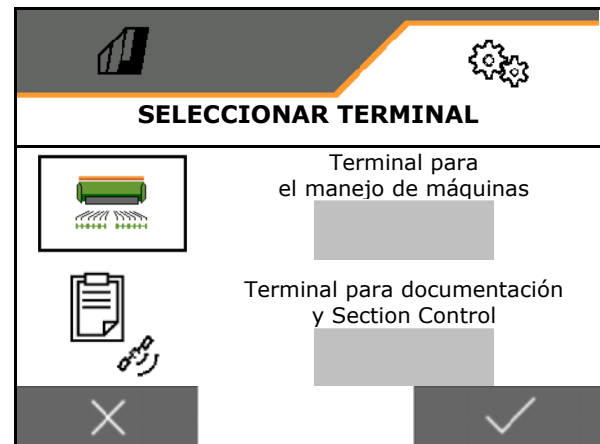 SELECCIONAR TERMINAL
Terminal para
el manejo de máquinas
Terminal para documentación
y Section Control